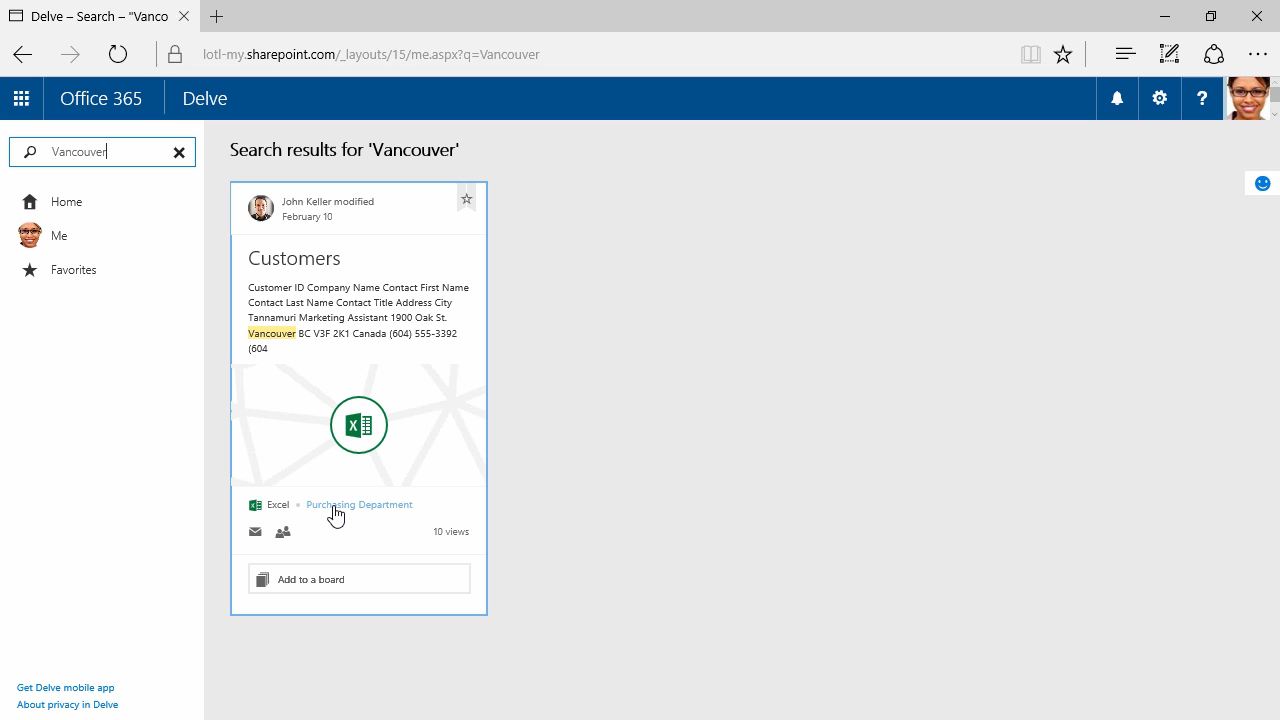 Delve – Search – "Vanco
lotl-my.sharepoint.com/_layouts/15/me.aspx?q=Vancouver
Office 365
Delve
?
Vancouver
Home
Me
Favorites
Get Delve mobile app
About privacy in Delve
Search results for 'Vancouver'
John Keller modified
February 10
Customers
Customer ID Company Name Contact First Name
Contact Last Name Contact Title Address City
Tannamuri Marketing Assistant 1900 Oak St.
Vancouver BC V3F 2K1 Canada (604) 555-3392
(604
Excel
Purchasing Department
10 views
Add to a board